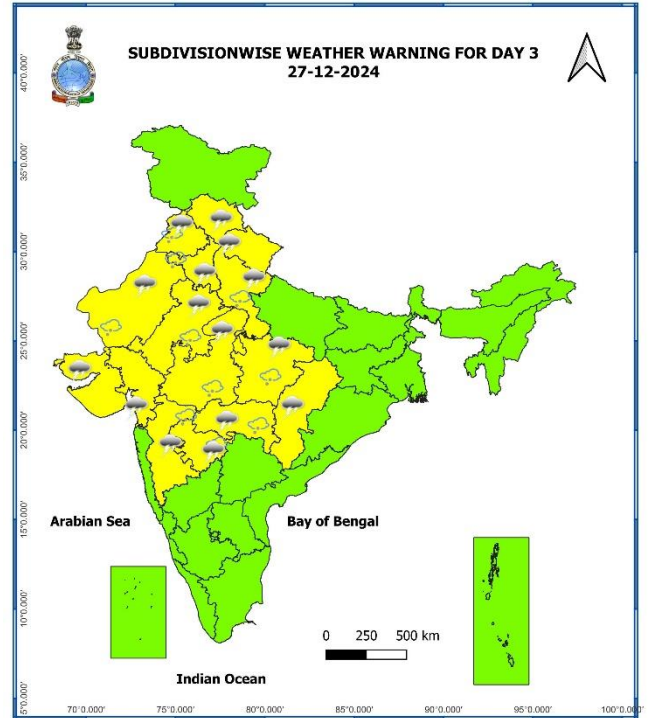 SUBDIVISIONWISE WEATHER WARNING FOR DAY 3
27-12-2024
40°0.000'
35°0.000'
30°0.000'
25°0.000'
20°0.000'
15°0.000'
10°0.000'
5°0.000'
Arabian Sea
Bay of Bengal
0 250 500 km
Indian Ocean
70°0.000' 75°0.000' 80°0.000' 85°0.000' 90°0.000' 95°0.000' 100°0.000'